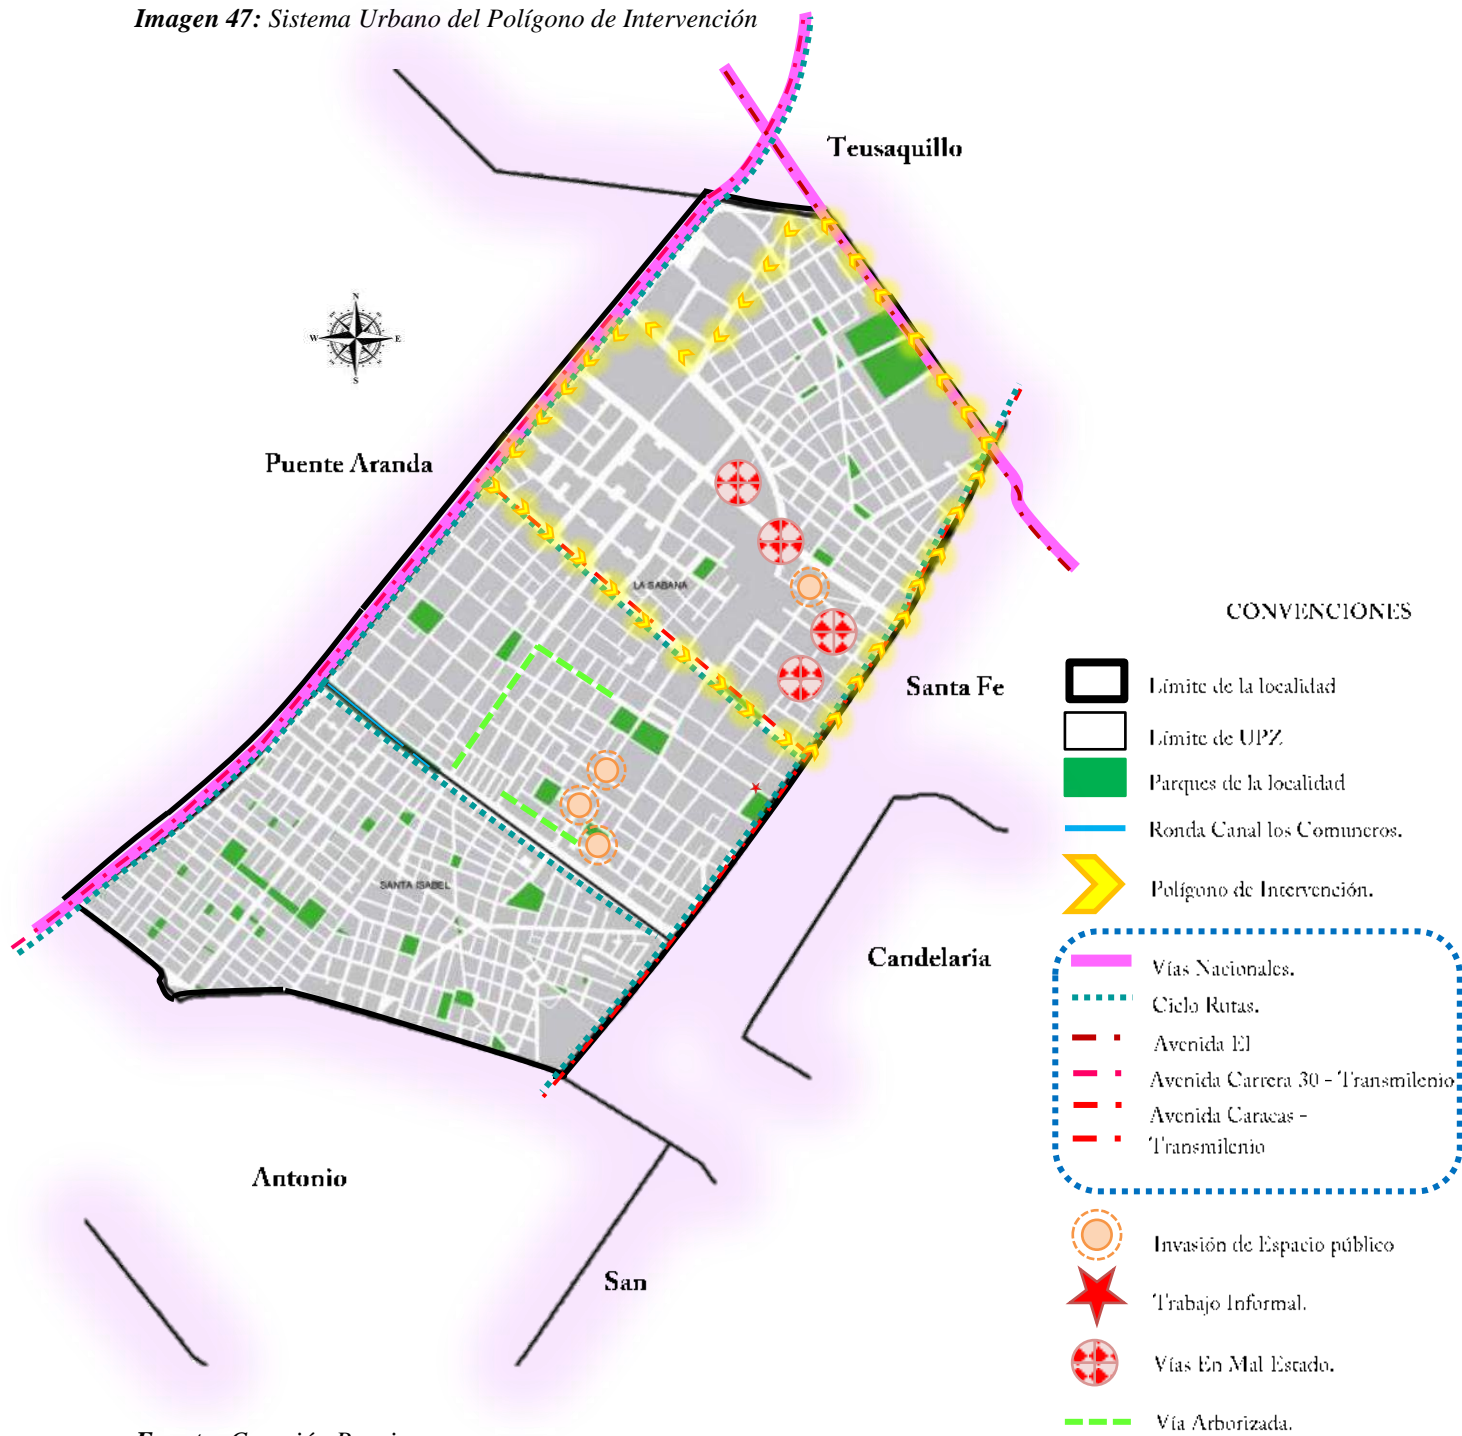 Imagen 47: Sistema Urbano del Polígono de Intervención
Teusaquillo
N
W
E
S
Puente Aranda
LA SABANA
Santa Fe
SANTA ISABEL
Candelaria
Antonio
San
CONVENCIONES
Límite de la localidad
Límite de UPZ
Parques de la localidad
Ronda Canal los Comuneros.
Polígono de Intervención.
Vías Nacionales.
Ciclo Rutas.
Avenida El
Avenida Carrera 30 - Transmilenio
Avenida Caracas -
Transmilenio
Invasión de Espacio público
Trabajo Informal.
Vías En Mal Estado.
Vía Arborizada.